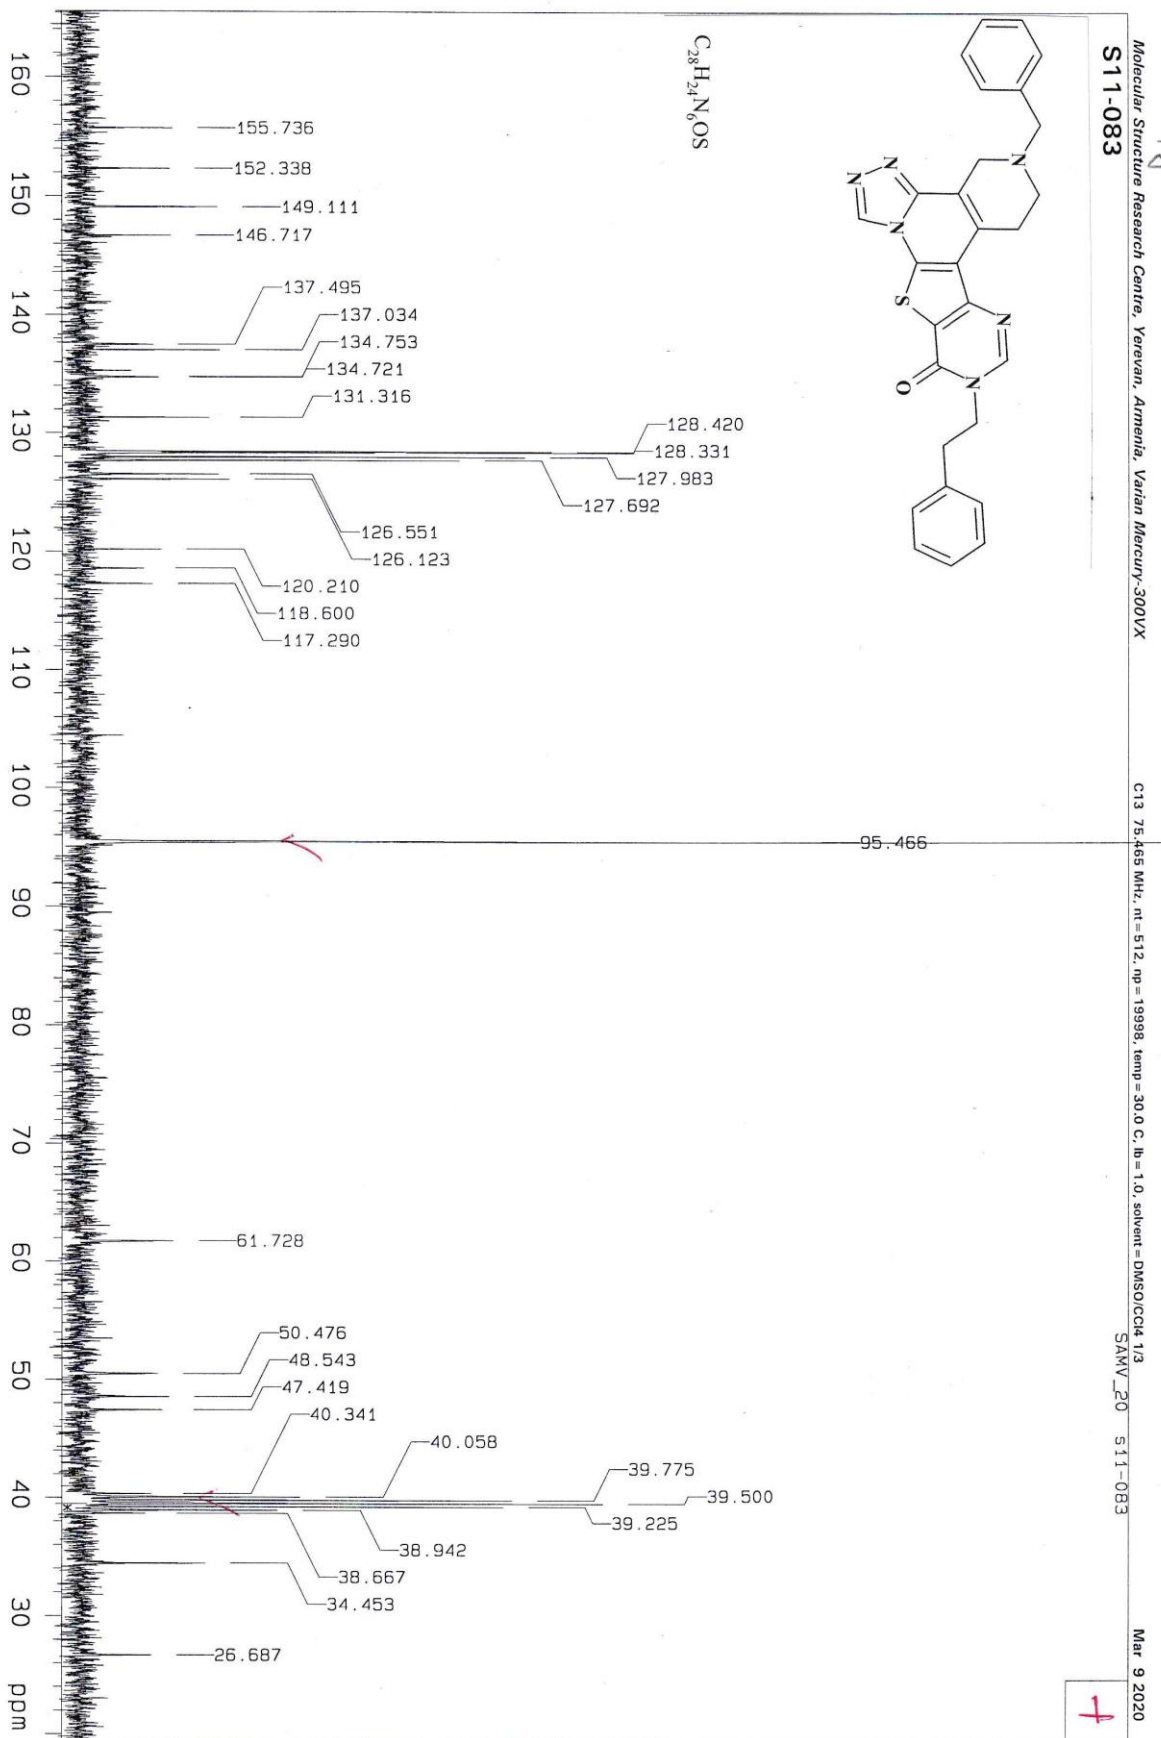 Molecular Structure Research Centre, Yerevan, Armenia, Varian Mercury-300VX
C13 75.465 MHz, nt=512, np=19998, temp=30.0 C, lb=1.0, solvent=DMSO/CCl4 1/3
Mar 9 2020
S11-083
SAMV_20 s11-083
+
C28H24N6OS
N
N
N
N
S
N
N
O
155.736
152.338
149.111
146.717
137.495
137.034
134.753
134.721
131.316
128.420
128.331
127.983
127.692
126.551
126.123
120.210
118.600
117.290
95.466
61.728
50.476
48.543
47.419
40.341
40.058
39.775
39.500
39.225
38.942
38.667
34.453
26.687
160 150 140 130 120 110 100 90 80 70 60 50 40 30 ppm